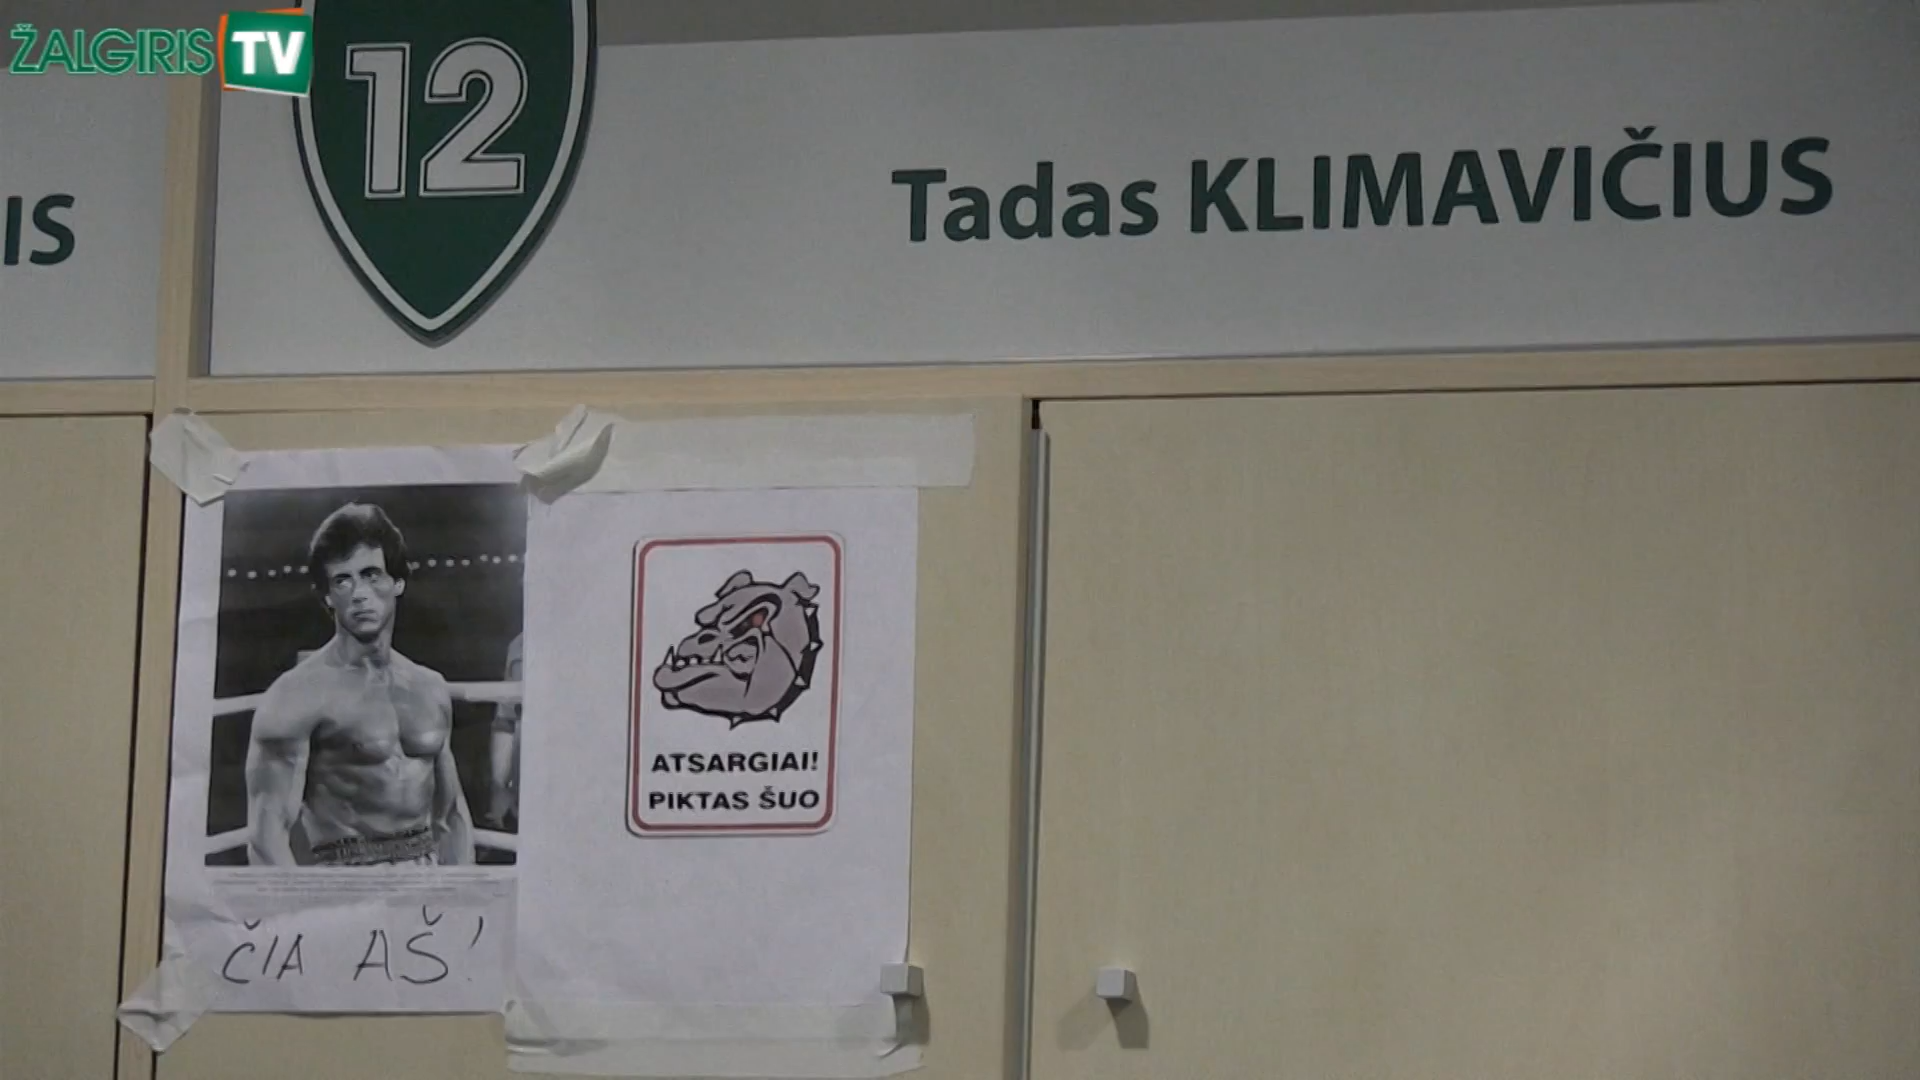 ŽALGIRIS TV
12
IS
Tadas KLIMAVIČIUS
ATSARGIAI!
PIKTAS ŠUO
ČIA AŠ!